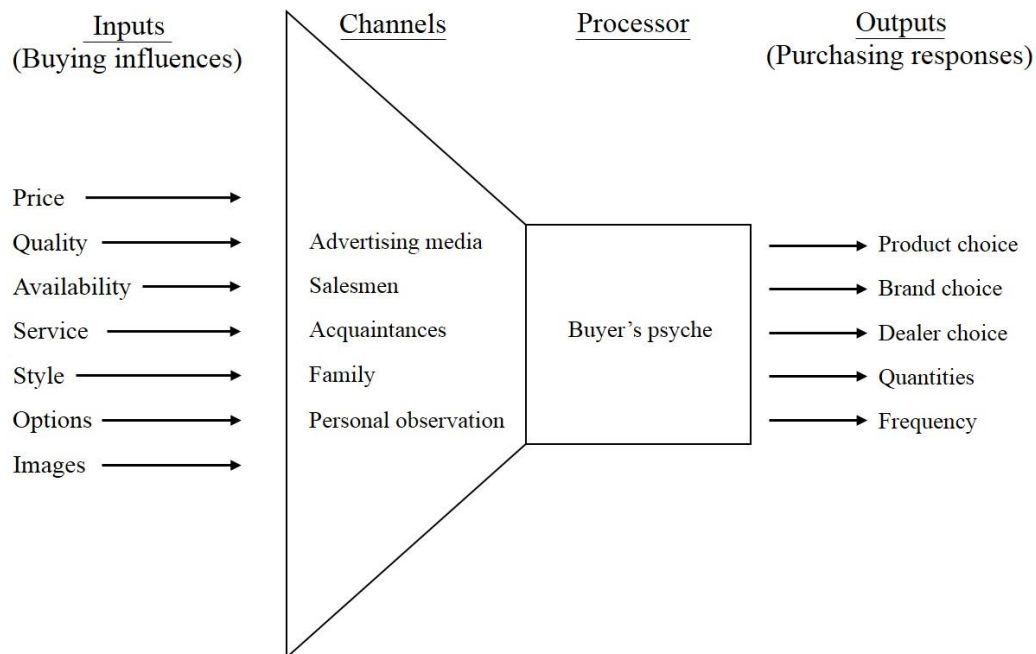 Inputs
(Buying influences)
Channels
Processor
Outputs
(Purchasing responses)
Price
Quality
Availability
Service
Style
Options
Images
Advertising media
Salesmen
Acquaintances
Family
Personal observation
Buyer’s psyche
Product choice
Brand choice
Dealer choice
Quantities
Frequency